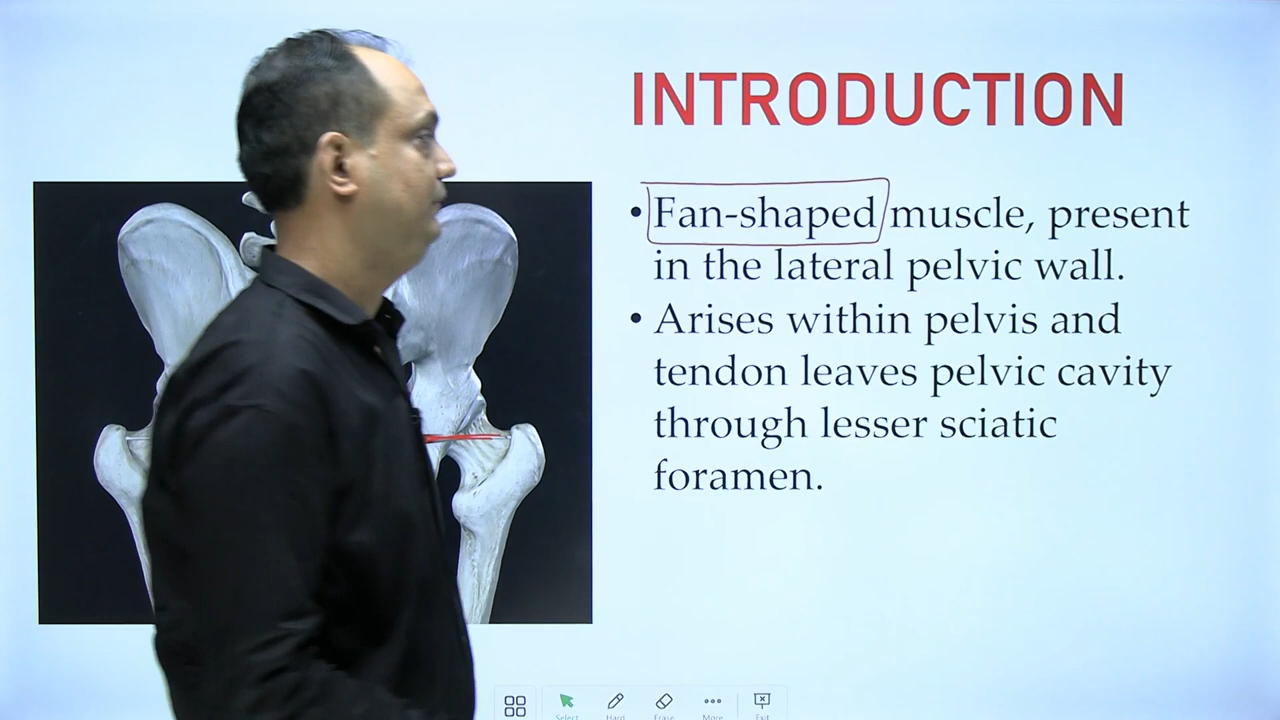 INTRODUCTION
• Fan-shaped muscle, present
in the lateral pelvic wall.
• Arises within pelvis and
tendon leaves pelvic cavity
through lesser sciatic
foramen.
Select
Hard
Erase
More
Exit